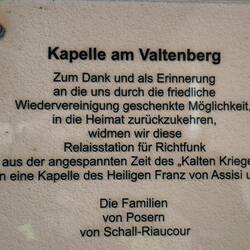 Kapelle am Valtenberg
Zum Dank und als Erinnerung
an die uns durch die friedliche
Wiedervereinigung geschenkte Möglichkeit,
in die Heimat zurückzukehren,
widmen wir diese
Relaisstation für Richtfunk
aus der angespannten Zeit des „Kalten Kriege
n eine Kapelle des Heiligen Franz von Assisi u
Die Familien
von Posern
von Schall-Riaucour